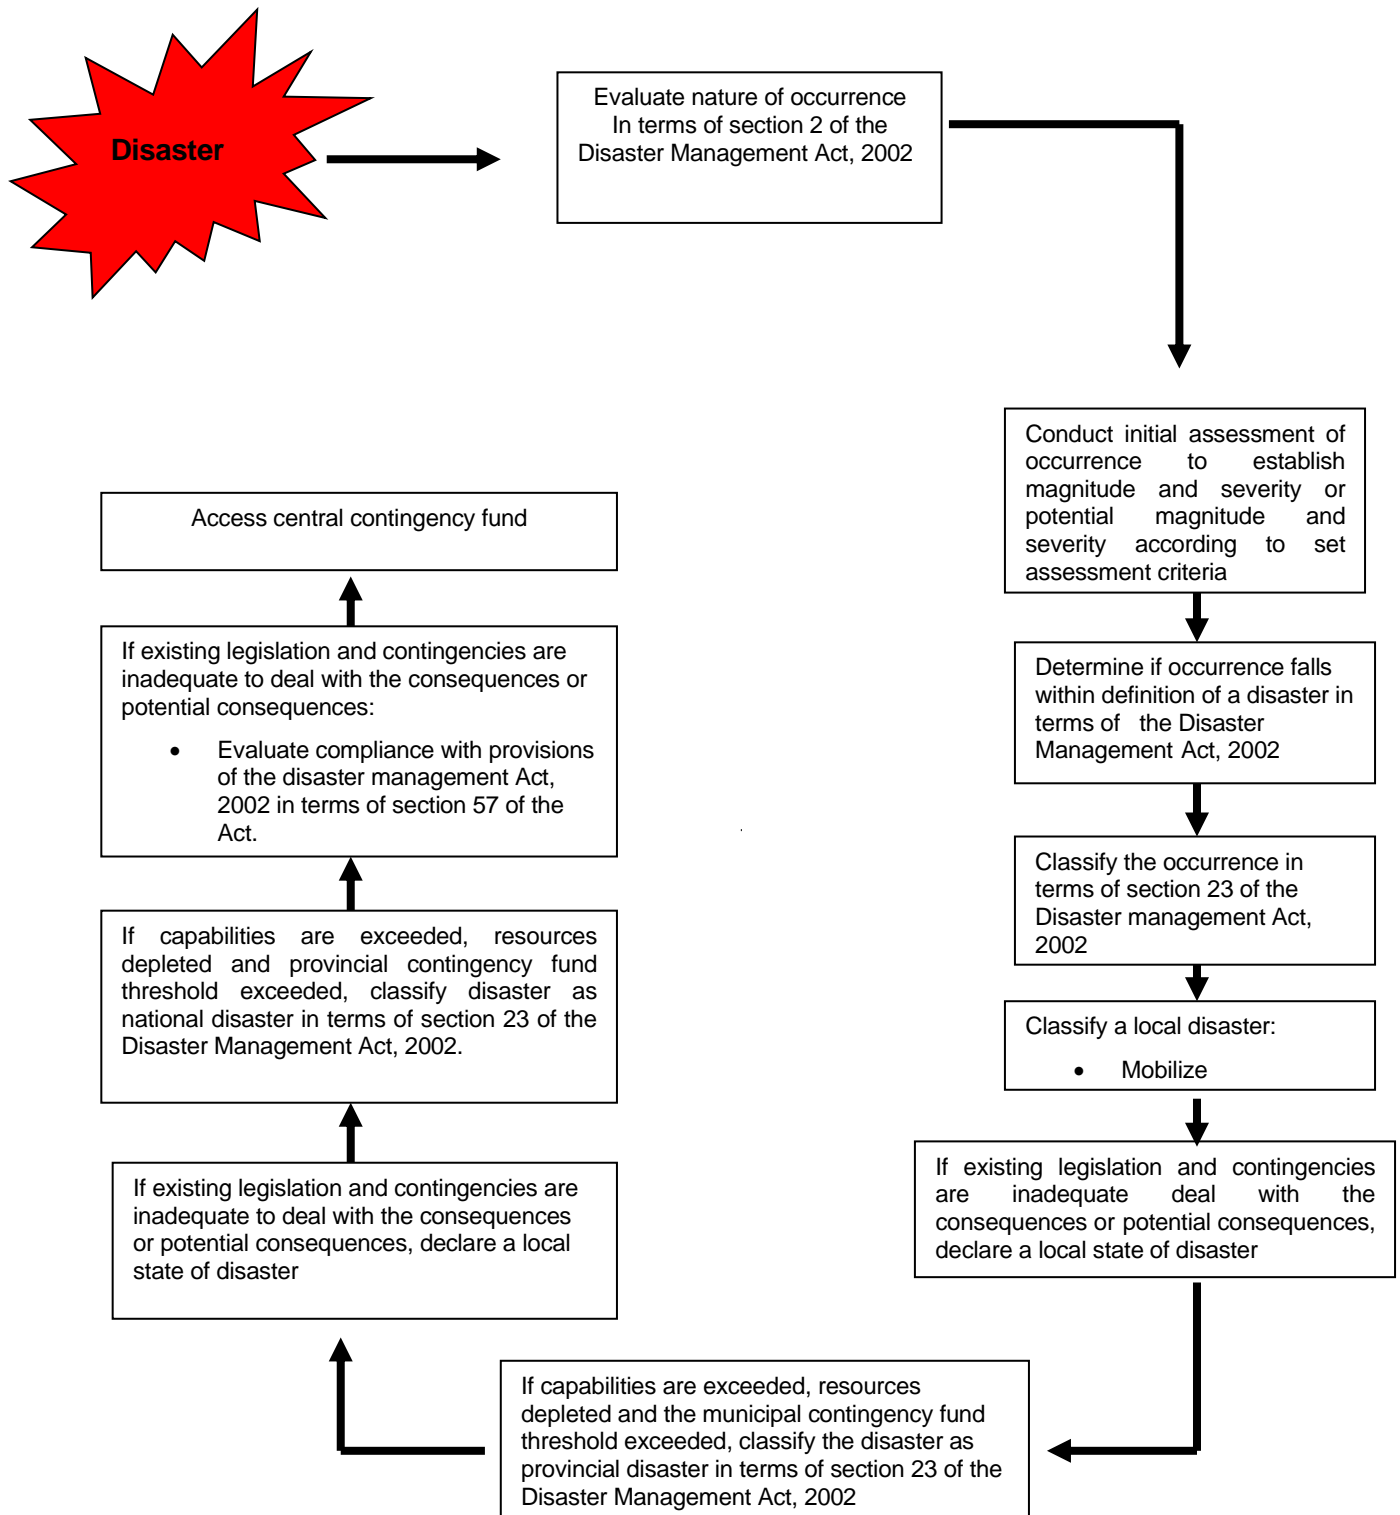 Disaster
Evaluate nature of occurrence
In terms of section 2 of the
Disaster Management Act, 2002
Conduct initial assessment of
occurrence to establish
magnitude and severity or
potential magnitude and
severity according to set
assessment criteria
Determine if occurrence falls
within definition of a disaster in
terms of the Disaster
Management Act, 2002
Classify the occurrence in
terms of section 23 of the
Disaster management Act,
2002
Classify a local disaster:
• Mobilize
If existing legislation and contingencies
are inadequate deal with the
consequences or potential consequences,
declare a local state of disaster
If capabilities are exceeded, resources
depleted and the municipal contingency fund
threshold exceeded, classify the disaster as
provincial disaster in terms of section 23 of the
Disaster Management Act, 2002
If existing legislation and contingencies are
inadequate to deal with the consequences
or potential consequences, declare a local
state of disaster
If capabilities are exceeded, resources
depleted and provincial contingency fund
threshold exceeded, classify disaster as
national disaster in terms of section 23 of the
Disaster Management Act, 2002.
If existing legislation and contingencies are
inadequate to deal with the consequences or
potential consequences:
• Evaluate compliance with provisions
of the disaster management Act,
2002 in terms of section 57 of the
Act.
Access central contingency fund